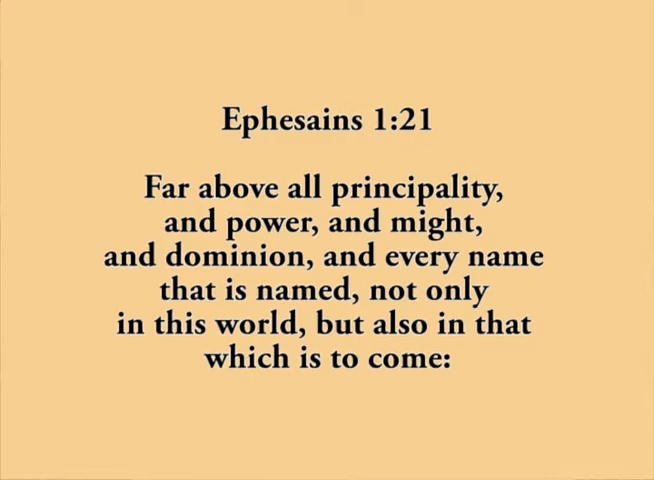 Ephesains 1:21
Far above all principality,
and power, and might,
and dominion, and every name
that is named, not only
in this world, but also in that
which is to come: